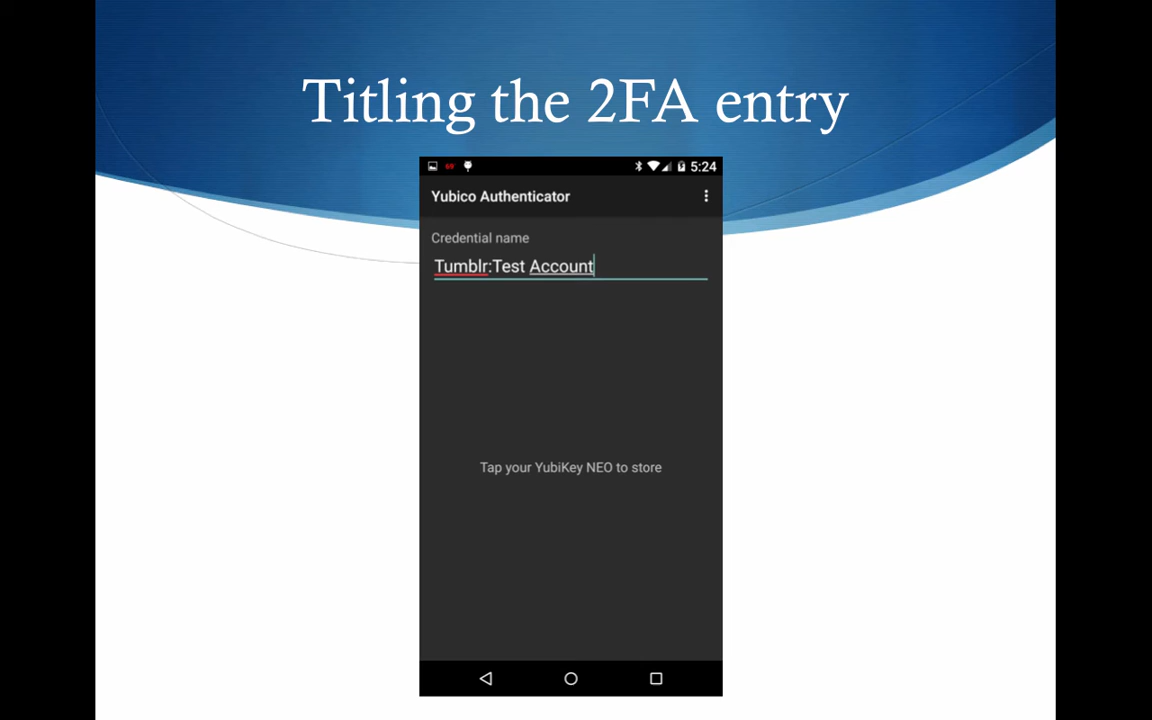 Titling the 2FA entry
69° 5:24
Yubico Authenticator
Credential name
Tumblr:Test Account
Tap your YubiKey NEO to store